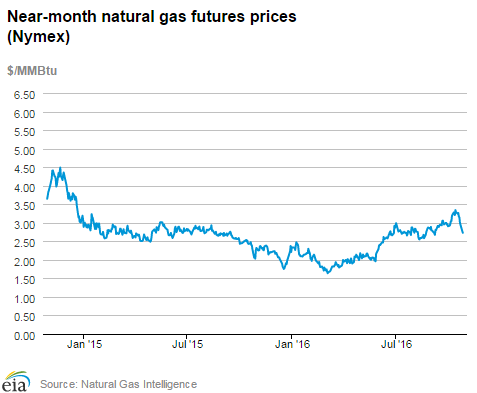 Near-month natural gas futures prices
(Nymex)
$/MMBtu
6.50
6.00
5.50
5.00
4.50
4.00
3.50
3.00
2.50
2.00
1.50
1.00
0.50
0.00
Jan '15
Jul '15
Jan '16
Jul '16
eia
Source: Natural Gas Intelligence